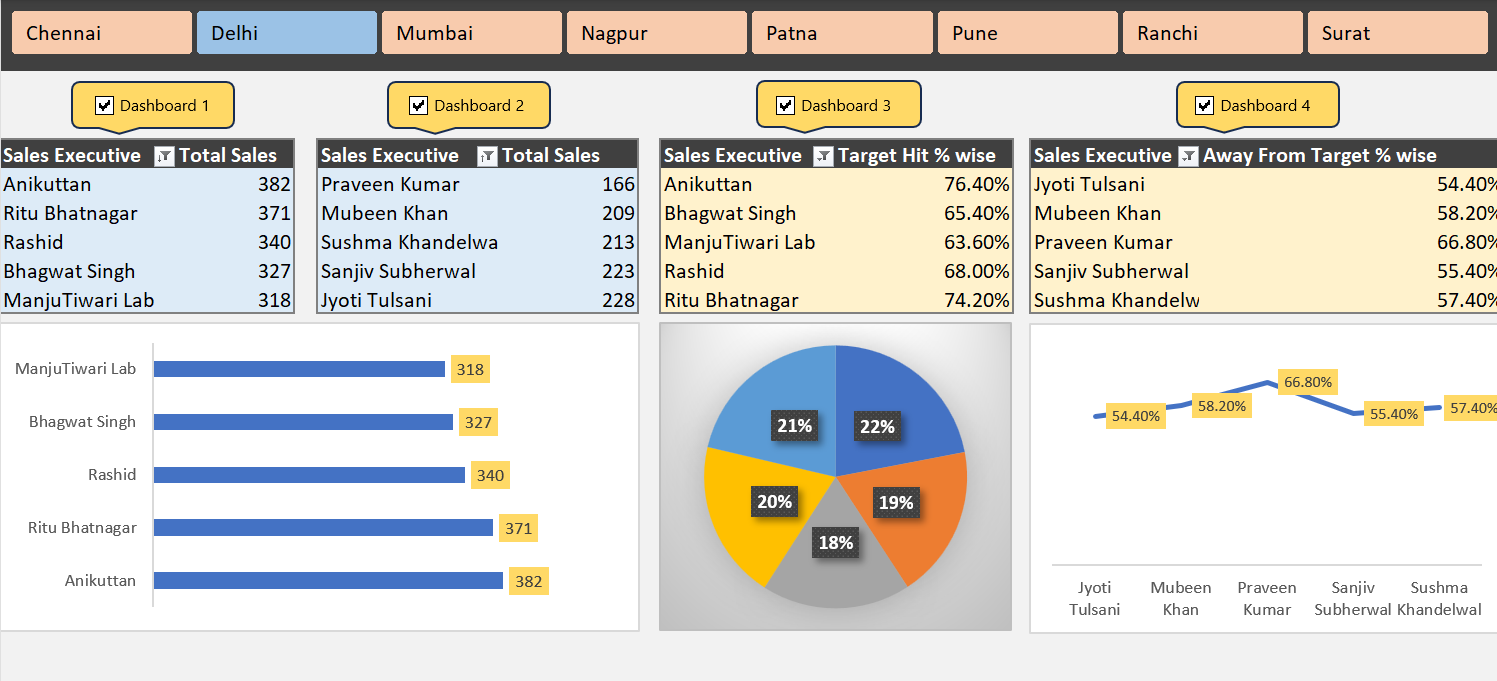 Chennai Delhi Mumbai Nagpur Patna Pune Ranchi Surat
Dashboard 1 Dashboard 2 Dashboard 3 Dashboard 4
Sales Executive Total Sales
Anikuttan 382
Ritu Bhatnagar 371
Rashid 340
Bhagwat Singh 327
ManjuTiwari Lab 318
Sales Executive Total Sales
Praveen Kumar 166
Mubeen Khan 209
Sushma Khandelwa 213
Sanjiv Subherwal 223
Jyoti Tulsani 228
Sales Executive Target Hit % wise
Anikuttan 76.40%
Bhagwat Singh 65.40%
ManjuTiwari Lab 63.60%
Rashid 68.00%
Ritu Bhatnagar 74.20%
Sales Executive Away From Target % wise
Jyoti Tulsani 54.40%
Mubeen Khan 58.20%
Praveen Kumar 66.80%
Sanjiv Subherwal 55.40%
Sushma Khandelw 57.40%
ManjuTiwari Lab 318
Bhagwat Singh 327
Rashid 340
Ritu Bhatnagar 371
Anikuttan 382
21% 22%
20% 19%
18%
66.80%
54.40% 58.20% 55.40% 57.40%
Jyoti Mubeen Praveen Sanjiv Sushma
Tulsani Khan Kumar Subherwal Khandelwal